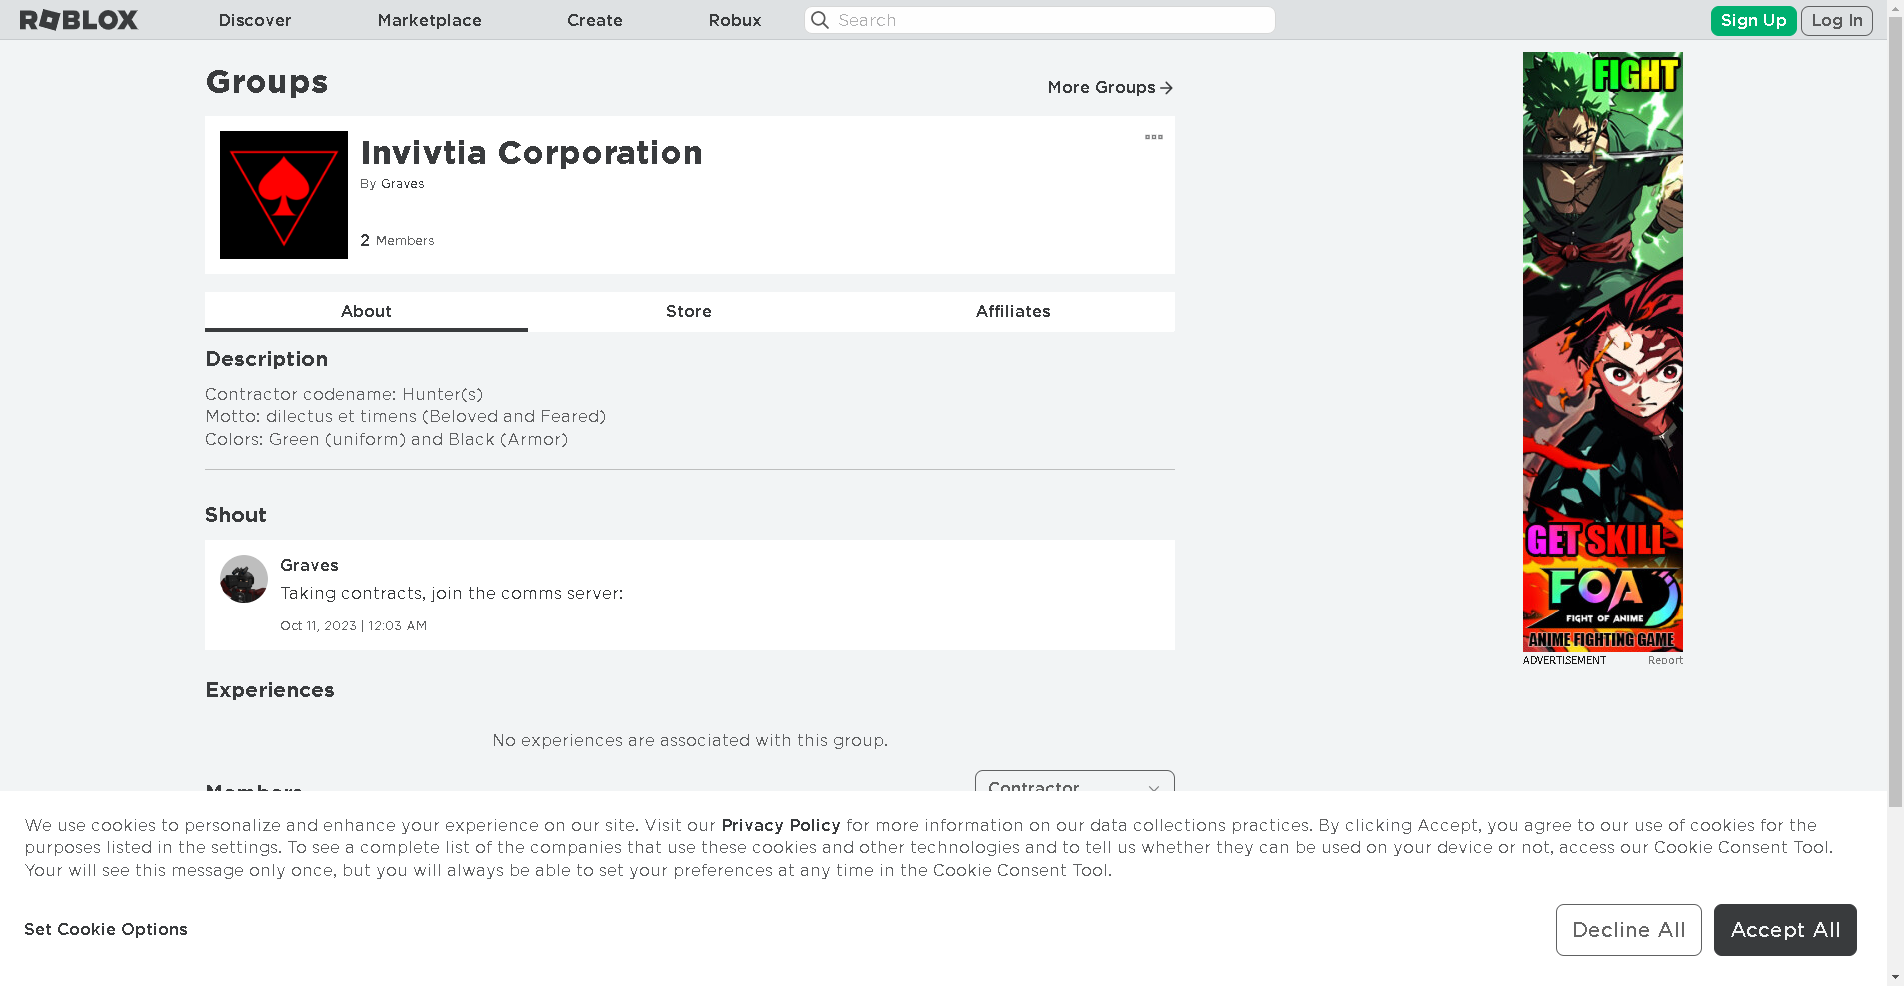 ROBLOX
Discover
Marketplace
Create
Robux
Search
Sign Up
Log In
Groups
More Groups
Invivtia Corporation
By Graves
2 Members
About
Store
Affiliates
Description
Contractor codename: Hunter(s)
Motto: dilectus et timens (Beloved and Feared)
Colors: Green (uniform) and Black (Armor)
Shout
Graves
Taking contracts, join the comms server:
Oct 11, 2023 | 12:03 AM
Experiences
No experiences are associated with this group.
Members
Contractor
FIGHT
GET SKILL
FOA
FIGHT OF ANIME
ANIME FIGHTING GAME
ADVERTISEMENT
Report
We use cookies to personalize and enhance your experience on our site. Visit our Privacy Policy for more information on our data collections practices. By clicking Accept, you agree to our use of cookies for the
purposes listed in the settings. To see a complete list of the companies that use these cookies and other technologies and to tell us whether they can be used on your device or not, access our Cookie Consent Tool.
Your will see this message only once, but you will always be able to set your preferences at any time in the Cookie Consent Tool.
Set Cookie Options
Decline All
Accept All